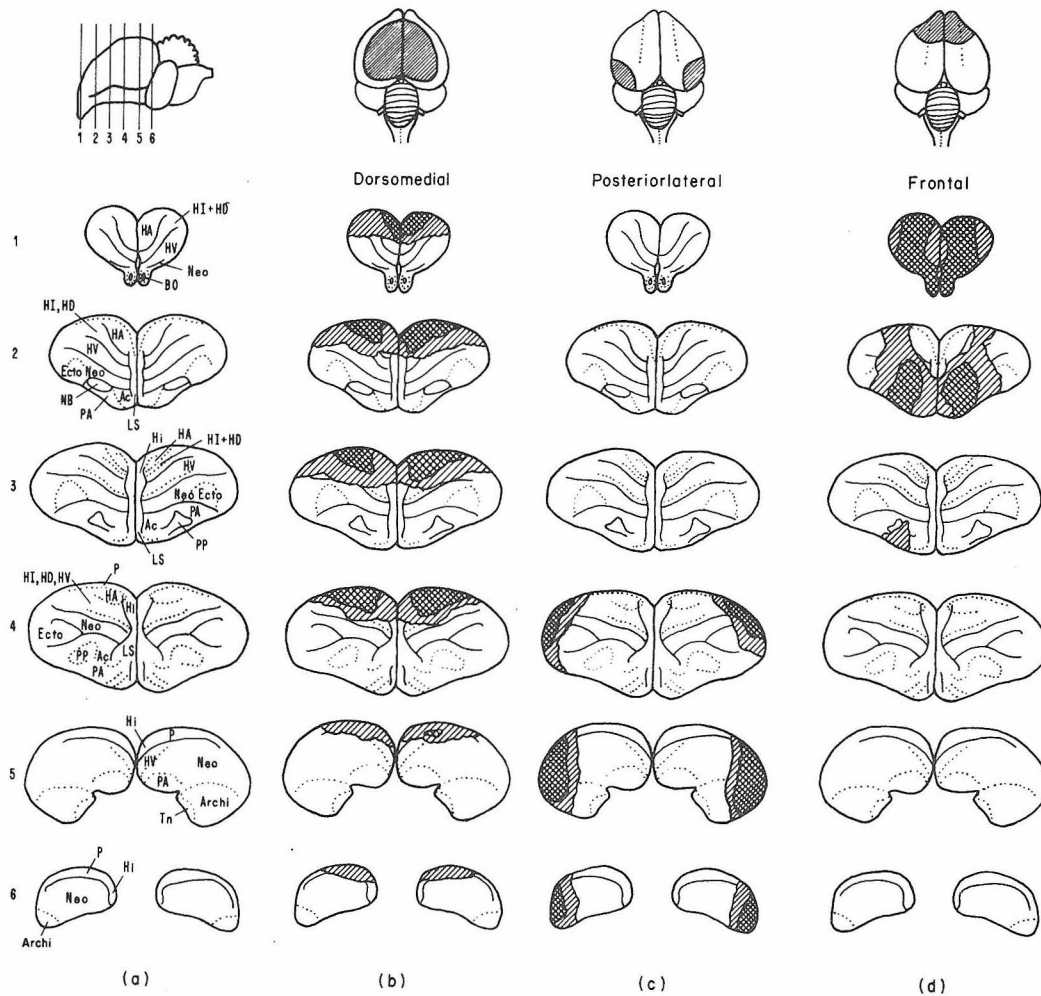 1 2 3 4 5 6
Dorsomedial
Posteriorlateral
Frontal
1
HA
HI+HD
HV
Neo
BO
2
HI, HD
HA
HV
Ecto Neo
NB
Ac
PA
LS
3
Hi
HA
HI+HD
HV
Neo Ecto
PA
Ac
PP
LS
4
P
HI, HD, HV
HA
Hi
Neo
Ecto
LS
PP Ac
PA
5
Hi
P
HV
Neo
PA
Archi
Tn
6
P
Hi
Neo
Archi
(a)
(b)
(c)
(d)